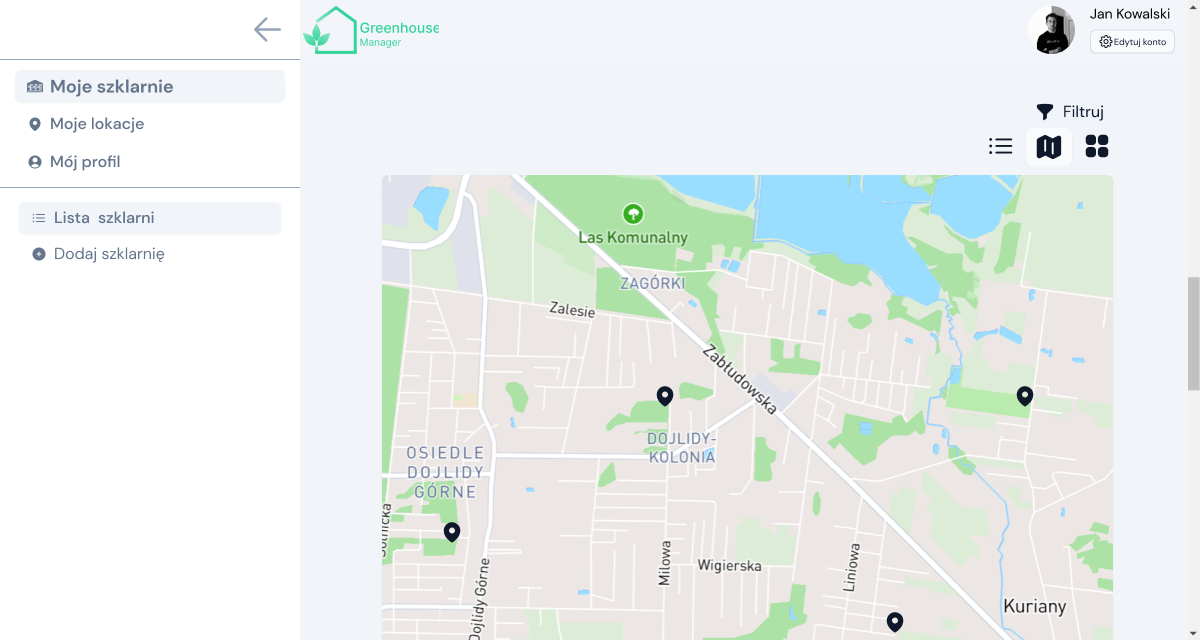 Greenhouse
Manager
Jan Kowalski
Edytuj konto
Moje szklarnie
Moje lokacje
Mój profil
Lista szklarni
Dodaj szklarnię
Filtruj
Las Komunalny
ZAGÓRKI
Zalesie
Zabłudowska
DOJLIDY-
KOLONIA
OSIEDLE
DOJLIDY
GÓRNE
Dojlidy Górne
Milowa
Wigierska
Liniowa
Kuriany